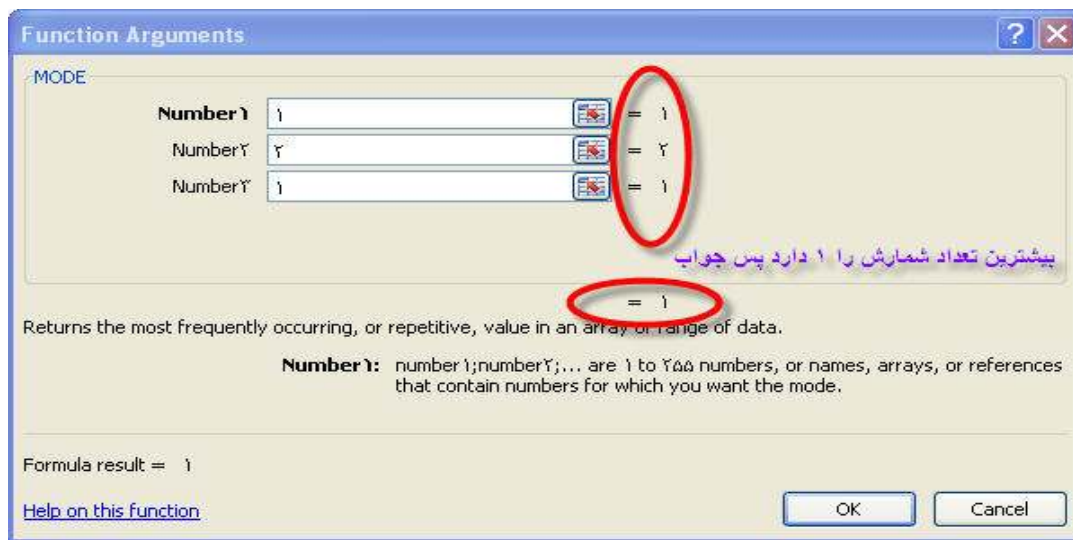 Function Arguments
MODE
Number۱ ۱ = ۱
Number۲ ۲ = ۲
Number۳ ۱ = ۱
بیشترین تعداد شمارش را ۱ دارد پس جواب
= ۱
Returns the most frequently occurring, or repetitive, value in an array or range of data.
Number۱: number۱;number۲;... are ۱ to ۲۵۵ numbers, or names, arrays, or references
that contain numbers for which you want the mode.
Formula result = ۱
Help on this function
OK Cancel